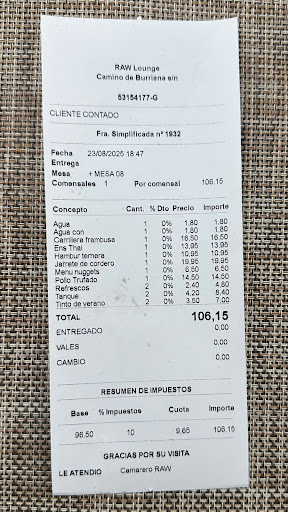 RAW Lounge
Camino de Burriana s/n
53154177-G
CLIENTE CONTADO
Fra. Simplificada nº 1932
Fecha 23/08/2025 18:47
Entrega
Mesa + MESA 08
Comensales 1 Por comensal 106,15
Concepto Cant. % Dto Precio Importe
Agua 1 0% 1,80 1,80
Agua con 1 0% 1,80 1,80
Carrillera frambusa 1 0% 16,50 16,50
Ens Thai 1 0% 13,95 13,95
Hambur ternera 1 0% 10,95 10,95
Jarrete de cordero 1 0% 19,95 19,95
Menu nuggets 1 0% 6,50 6,50
Pollo Trufado 1 0% 14,50 14,50
Refrescos 2 0% 2,40 4,80
Tanque 2 0% 4,20 8,40
Tinto de verano 2 0% 3,50 7,00
TOTAL 106,15
ENTREGADO 0,00
VALES 0,00
CAMBIO 0,00
RESUMEN DE IMPUESTOS
Base % Impuestos Cuota Importe
96,50 10 9,65 106,15
GRACIAS POR SU VISITA
LE ATENDIO Camarero RAW